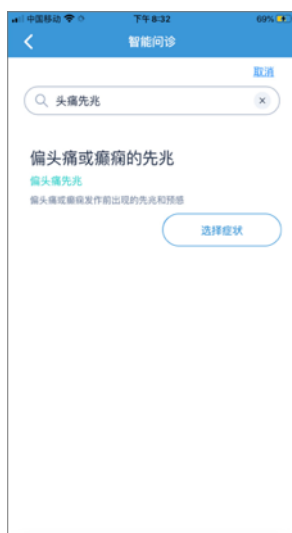 中国移动 下午8:32 69%
智能问诊
取消
头痛先兆
偏头痛或癫痫的先兆
偏头痛先兆
偏头痛或癫痫发作前出现的先兆和预感
选择症状